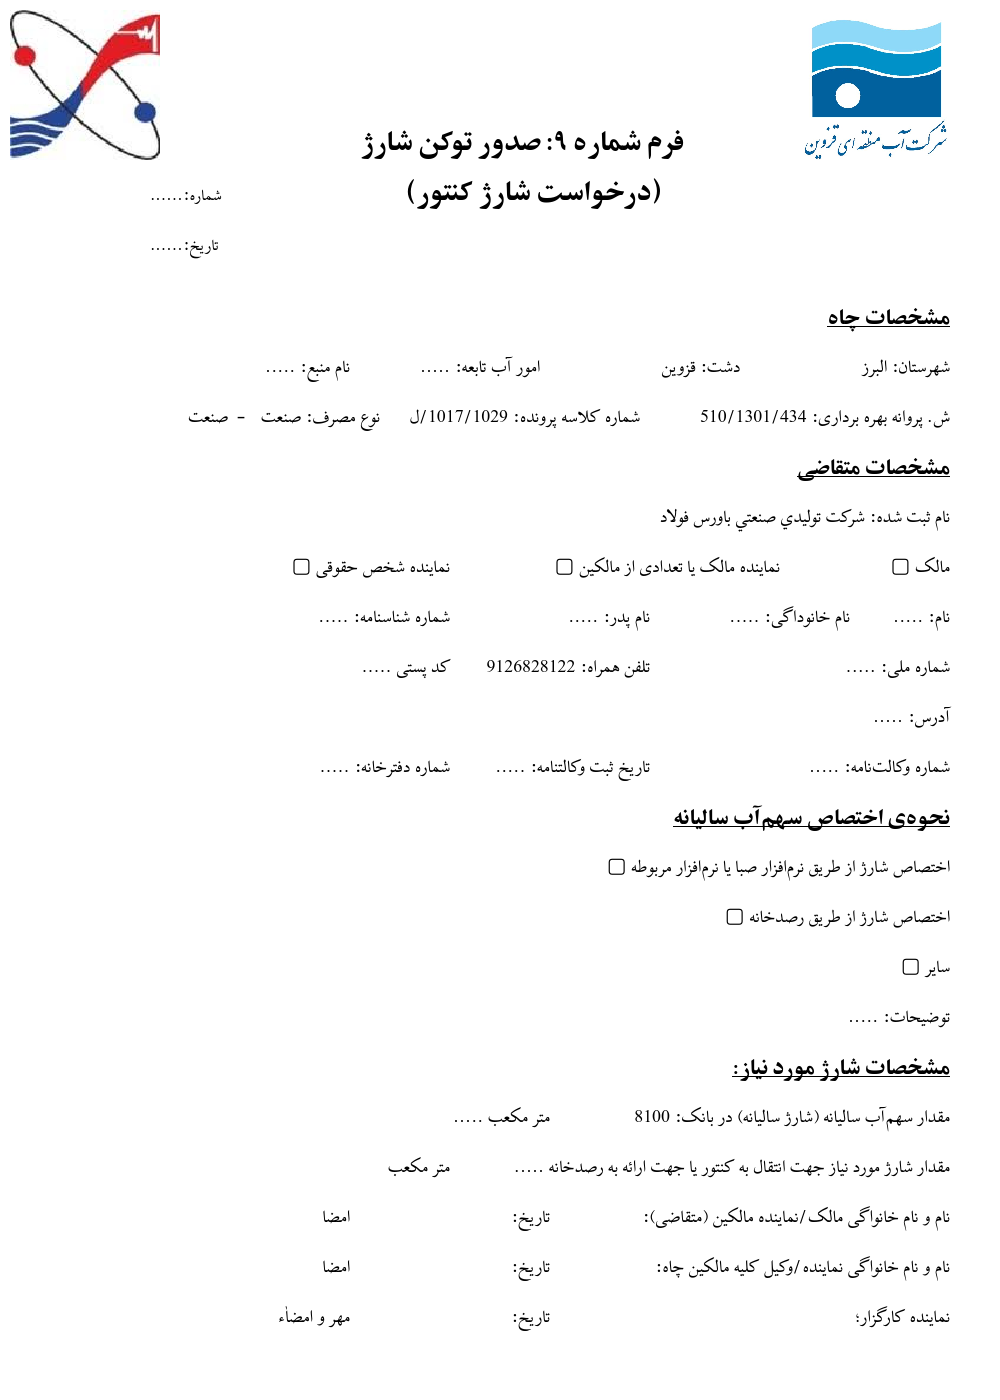 شرکت آب منطقه ای قزوین
فرم شماره ۹: صدور توکن شارژ
(درخواست شارژ کنتور)
شماره:......
تاریخ:......
مشخصات چاه
شهرستان: البرز دشت: قزوین امور آب تابعه: ..... نام منبع: .....
ش. پروانه بهره برداری: 510/1301/434 شماره کلاسه پرونده: 1017/1029/ل نوع مصرف: صنعت - صنعت
مشخصات متقاضی
نام ثبت شده: شرکت توليدي صنعتي باورس فولاد
مالک ▢ نماینده مالک یا تعدادی از مالکین ▢ نماینده شخص حقوقی ▢
نام: ..... نام خانوداگی: ..... نام پدر: ..... شماره شناسنامه: .....
شماره ملی: ..... تلفن همراه: 9126828122 کد پستی .....
آدرس: .....
شماره وکالت‌نامه: ..... تاریخ ثبت وکالتنامه: ..... شماره دفترخانه: .....
نحوه‌ی اختصاص سهم‌آب سالیانه
اختصاص شارژ از طریق نرم‌افزار صبا یا نرم‌افزار مربوطه ▢
اختصاص شارژ از طریق رصدخانه ▢
سایر ▢
توضیحات: .....
مشخصات شارژ مورد نیاز:
مقدار سهم‌آب سالیانه (شارژ سالیانه) در بانک: 8100 متر مکعب .....
مقدار شارژ مورد نیاز جهت انتقال به کنتور یا جهت ارائه به رصدخانه ..... متر مکعب
نام و نام خانواگی مالک/نماینده مالکین (متقاضی): تاریخ: امضا
نام و نام خانواگی نماینده/وکیل کلیه مالکین چاه: تاریخ: امضا
نماینده کارگزار؛ تاریخ: مهر و امضاٰء